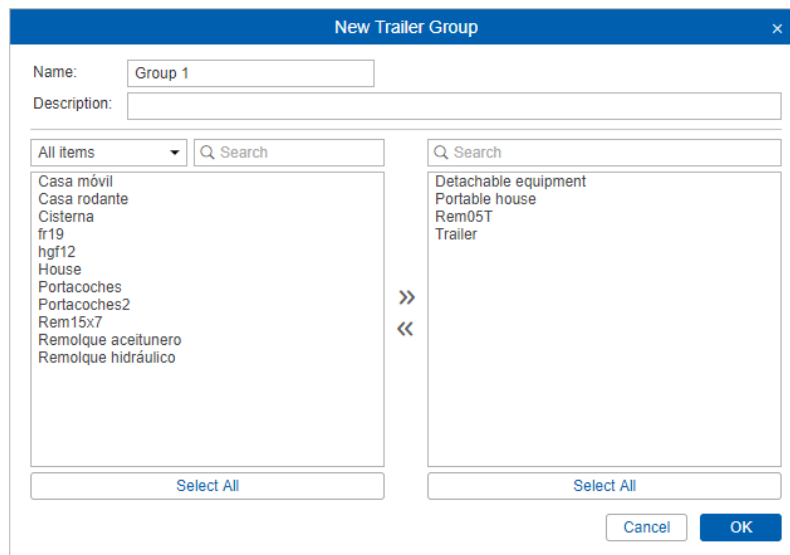 New Trailer Group ×
Name: Group 1
Description:
All items Search
Casa móvil
Casa rodante
Cisterna
fr19
hgf12
House
Portacoches
Portacoches2
Rem15x7
Remolque aceitunero
Remolque hidráulico
Select All
»
«
Search
Detachable equipment
Portable house
Rem05T
Trailer
Select All
Cancel OK